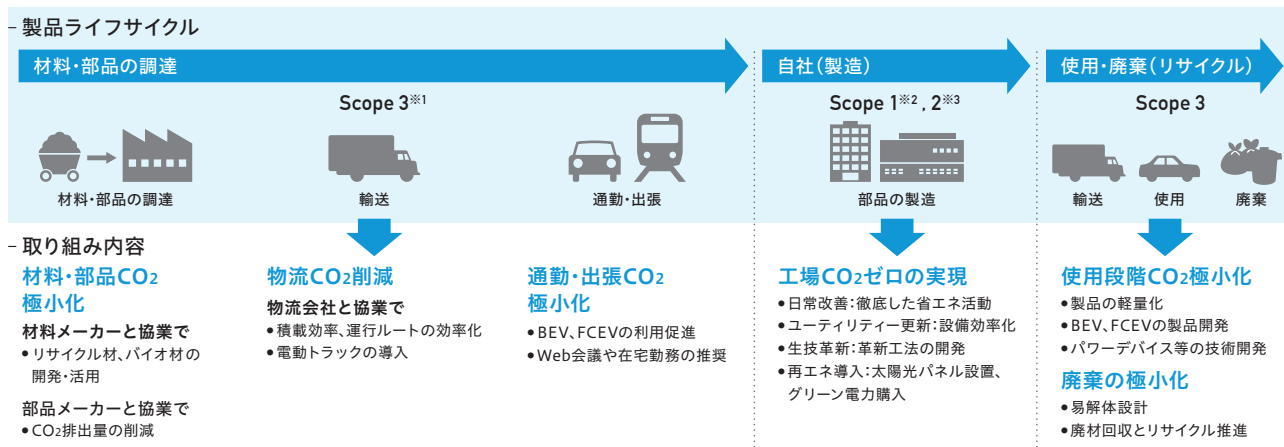 製品ライフサイクル
材料・部品の調達
自社(製造)
使用・廃棄(リサイクル)
Scope 3※1
Scope 1※2 , 2※3
Scope 3
材料・部品の調達
輸送
通勤・出張
部品の製造
輸送
使用
廃棄
取り組み内容
材料・部品CO2
極小化
材料メーカーと協業で
•リサイクル材、バイオ材の
開発・活用
部品メーカーと協業で
•CO2排出量の削減
物流CO2削減
物流会社と協業で
•積載効率、運行ルートの効率化
•電動トラックの導入
通勤・出張CO2
極小化
•BEV、FCEVの利用促進
•Web会議や在宅勤務の推奨
工場CO2ゼロの実現
•日常改善:徹底した省エネ活動
•ユーティリティー更新:設備効率化
•生技革新:革新工法の開発
•再エネ導入:太陽光パネル設置、
グリーン電力購入
使用段階CO2極小化
•製品の軽量化
•BEV、FCEVの製品開発
•パワーデバイス等の技術開発
廃棄の極小化
•易解体設計
•廃材回収とリサイクル推進